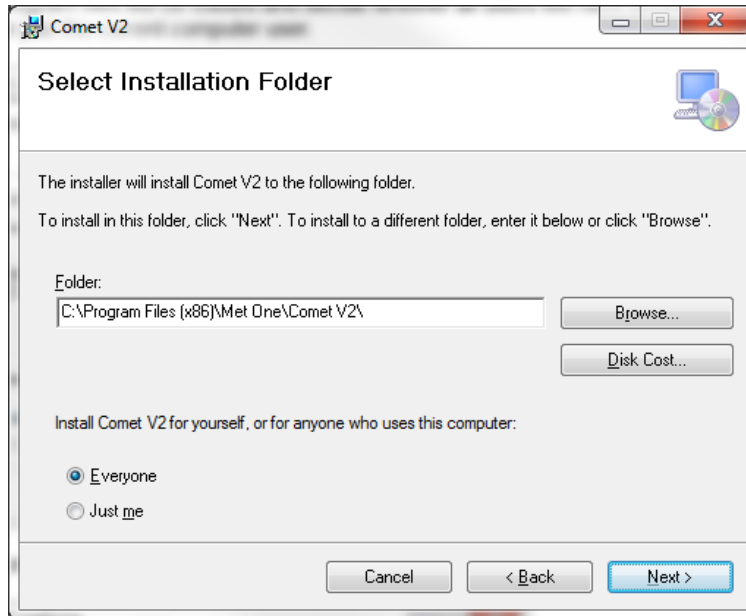 Comet V2
Select Installation Folder
The installer will install Comet V2 to the following folder.
To install in this folder, click "Next". To install to a different folder, enter it below or click "Browse".
Folder:
C:\Program Files (x86)\Met One\Comet V2\
Browse...
Disk Cost...
Install Comet V2 for yourself, or for anyone who uses this computer:
Everyone
Just me
Cancel
< Back
Next >